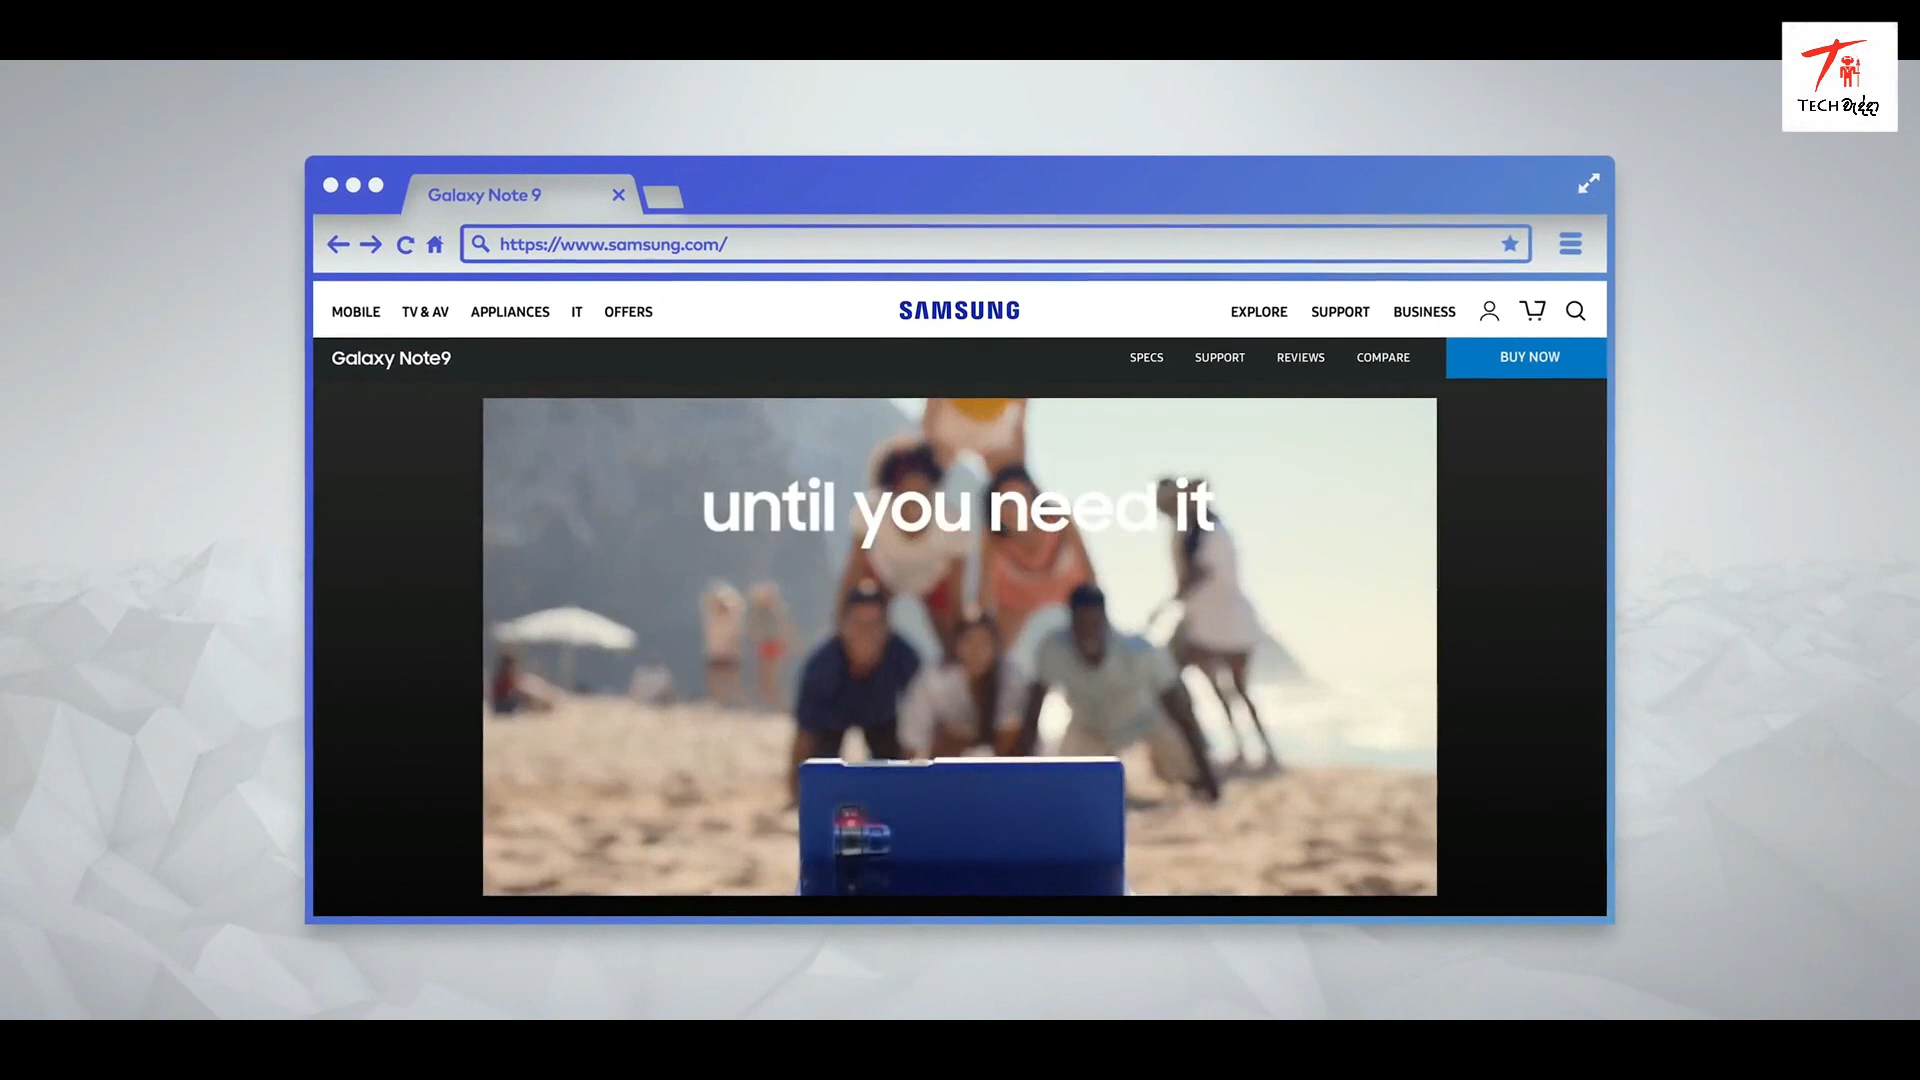 TECH
Galaxy Note 9
https://www.samsung.com/
MOBILE TV & AV APPLIANCES IT OFFERS SAMSUNG EXPLORE SUPPORT BUSINESS
Galaxy Note9 SPECS SUPPORT REVIEWS COMPARE BUY NOW
until you need it